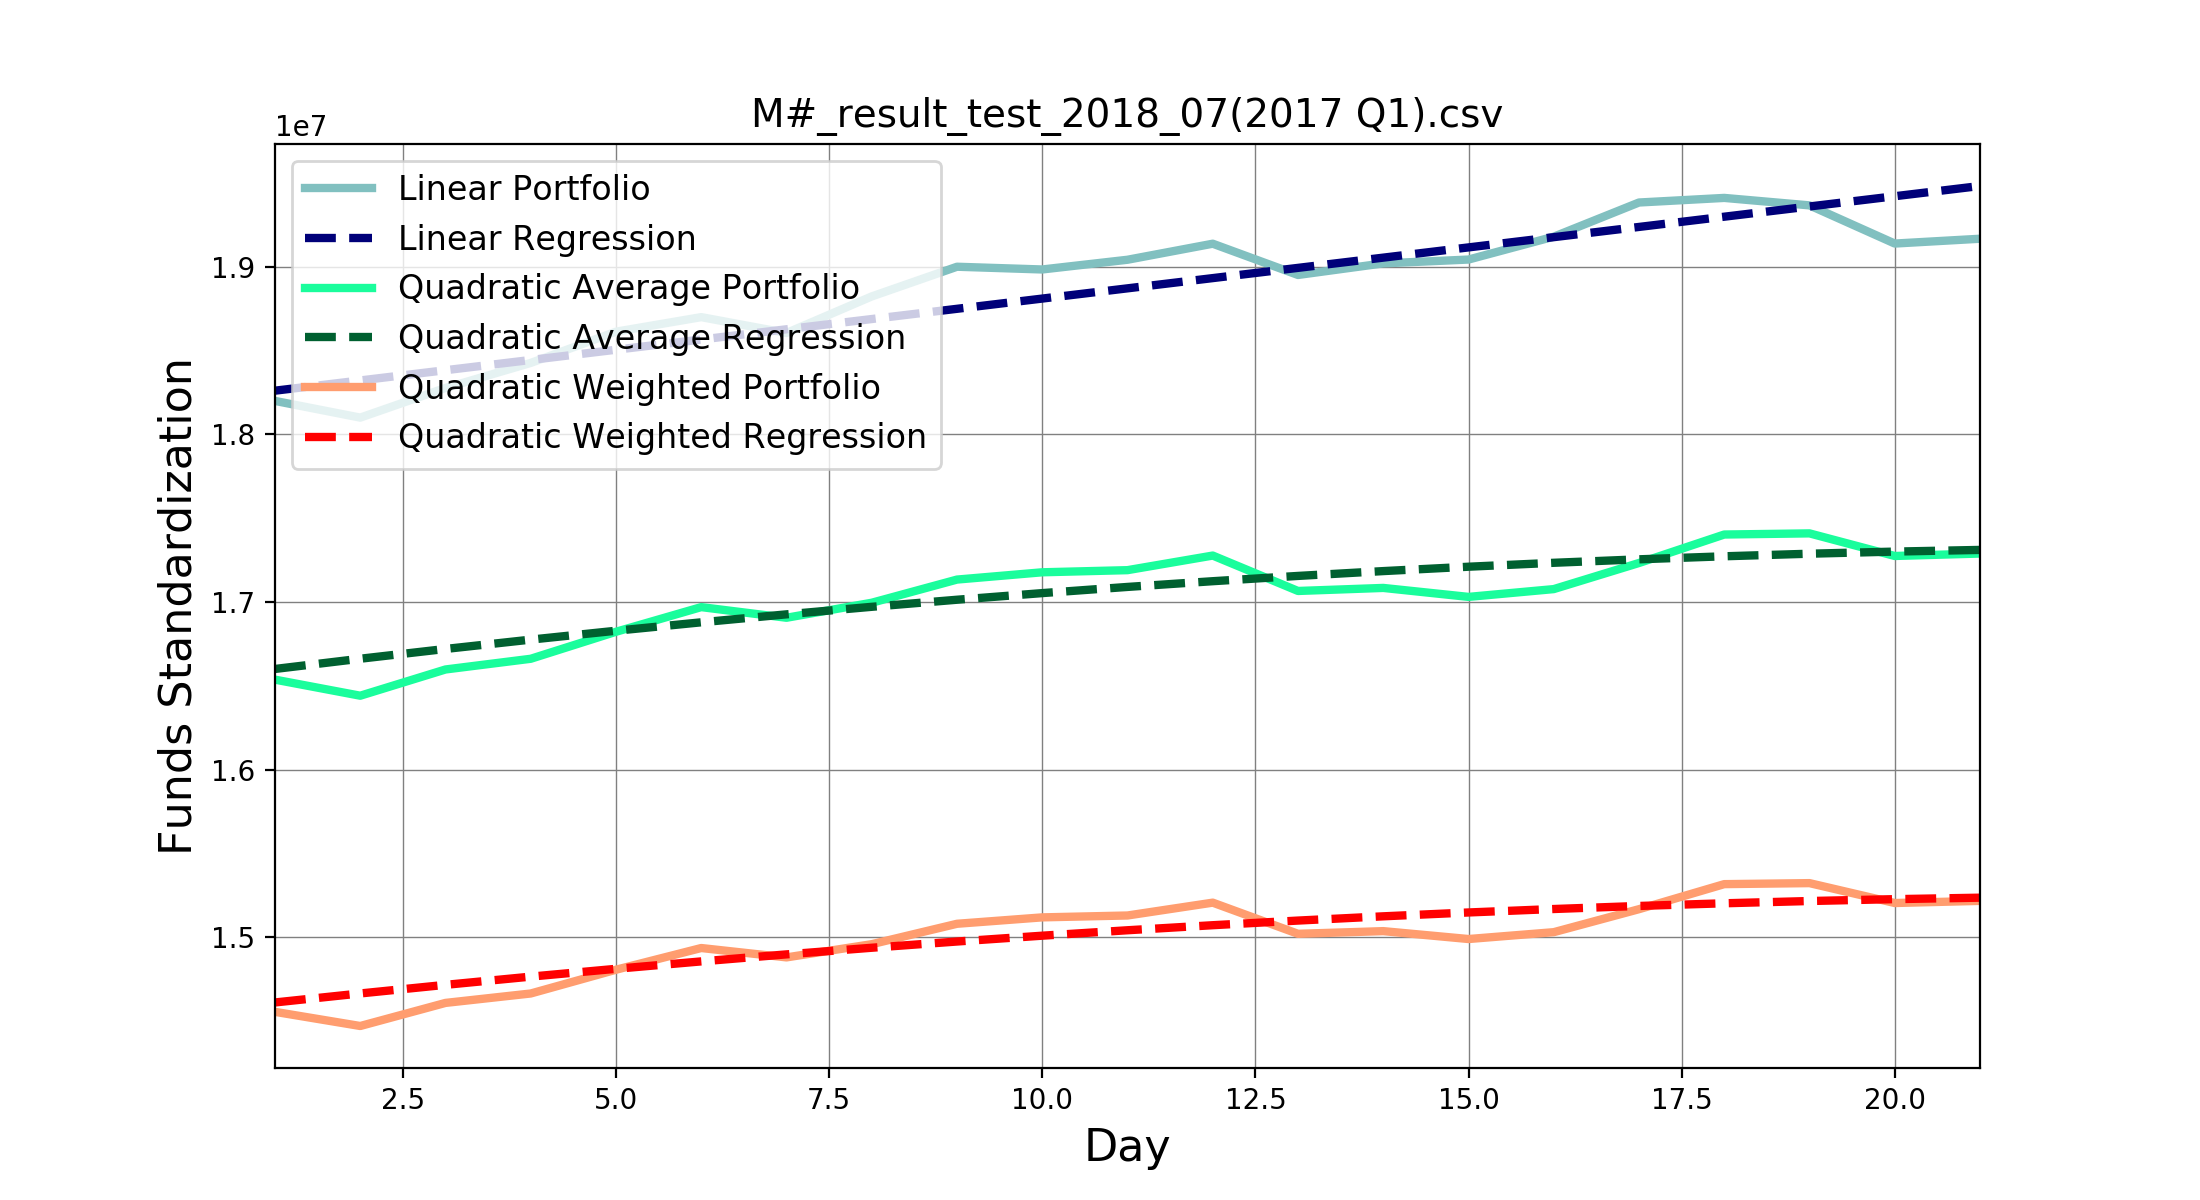 M#_result_test_2018_07(2017 Q1).csv
1e7
Linear Portfolio
Linear Regression
Quadratic Average Portfolio
Quadratic Average Regression
Quadratic Weighted Portfolio
Quadratic Weighted Regression
Funds Standardization
1.9
1.8
1.7
1.6
1.5
2.5 5.0 7.5 10.0 12.5 15.0 17.5 20.0
Day